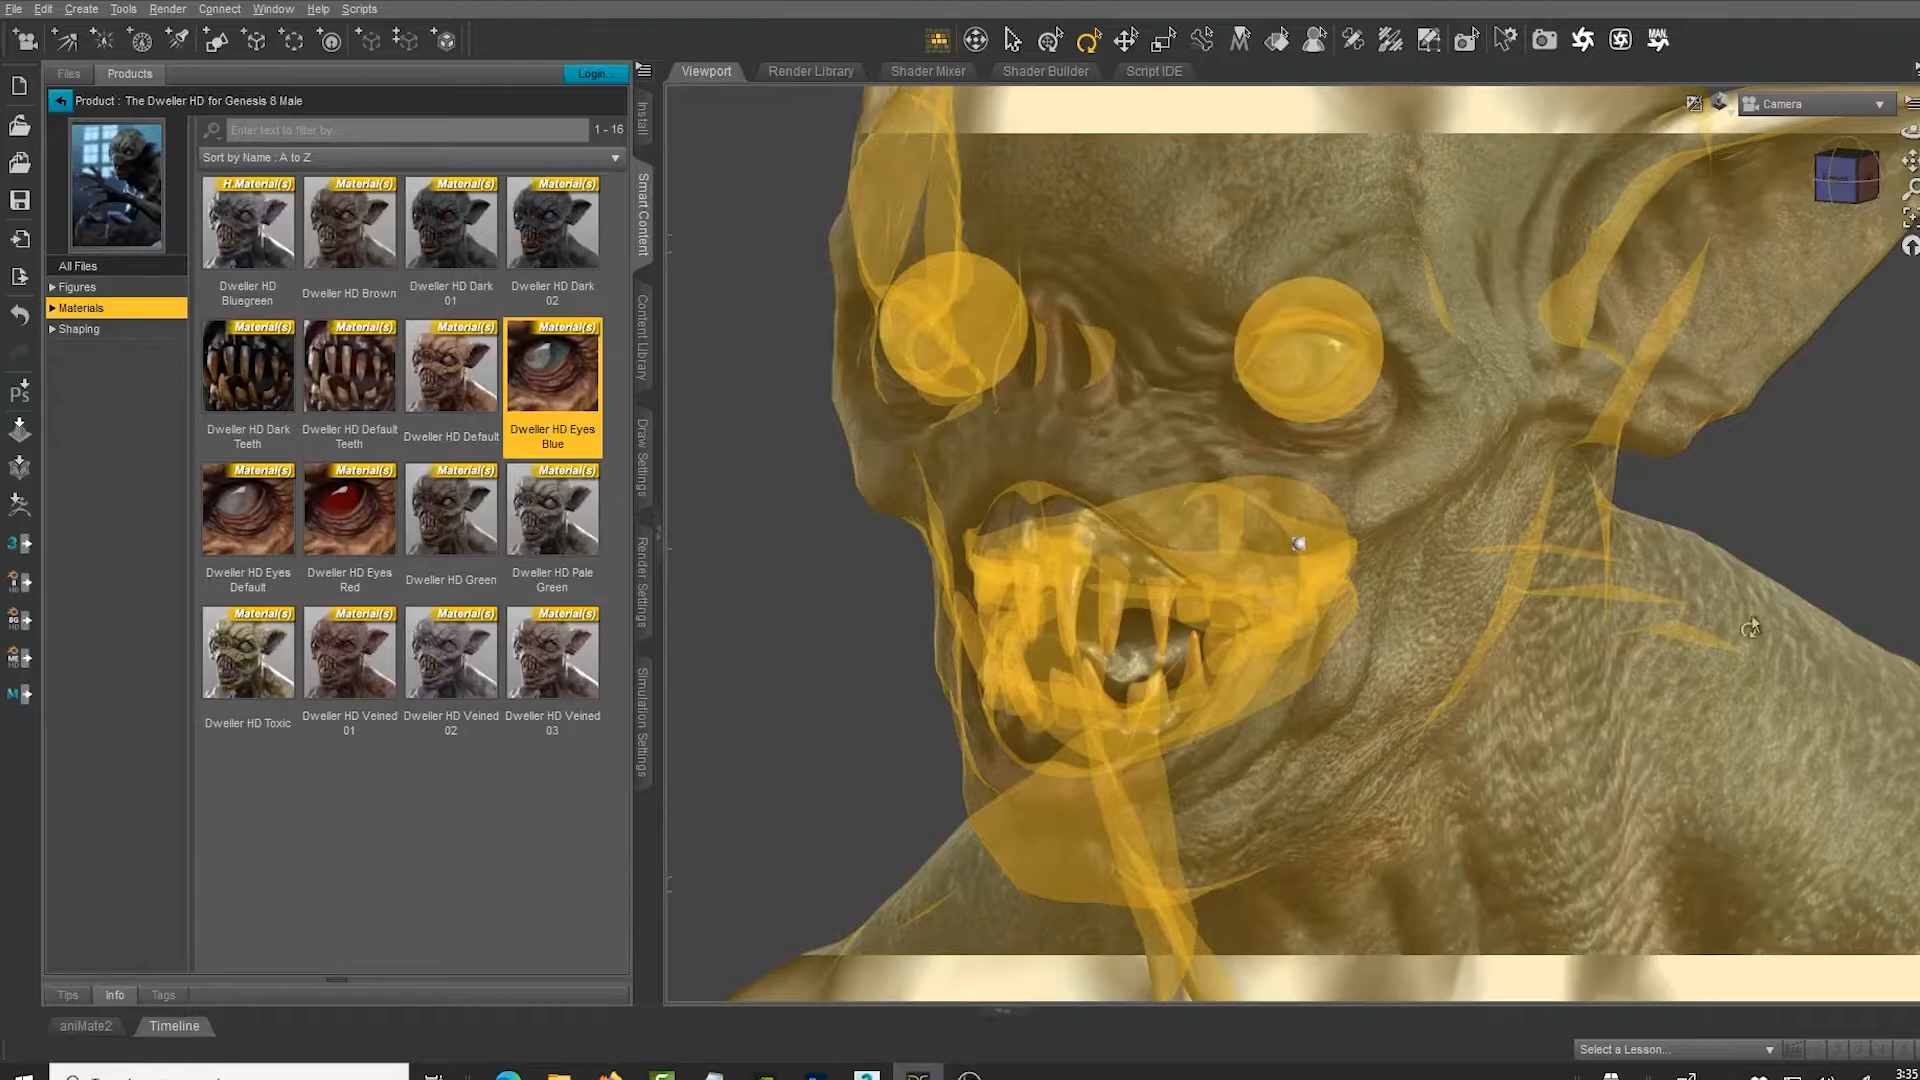 File Edit Create Tools Render Connect Window Help Scripts
MAN
Files Products Login...
Viewport Render Library Shader Mixer Shader Builder Script IDE
Product : The Dweller HD for Genesis 8 Male
Camera
Enter text to filter by... 1 - 16
Sort by Name : A to Z
Install
Smart Content
Content Library
Draw Settings
Render Settings
Simulation Settings
All Files
Figures
Materials
Shaping
H.Material(s) Material(s) Material(s) Material(s)
Dweller HD Bluegreen
Dweller HD Brown
Dweller HD Dark 01
Dweller HD Dark 02
Material(s) Material(s) Material(s) Material(s)
Dweller HD Dark Teeth
Dweller HD Default Teeth
Dweller HD Default
Dweller HD Eyes Blue
Material(s) Material(s) Material(s) Material(s)
Dweller HD Eyes Default
Dweller HD Eyes Red
Dweller HD Green
Dweller HD Pale Green
Material(s) Material(s) Material(s) Material(s)
Dweller HD Toxic
Dweller HD Veined 01
Dweller HD Veined 02
Dweller HD Veined 03
Ps
Tips Info Tags
aniMate2 Timeline
Select a Lesson...
3:35